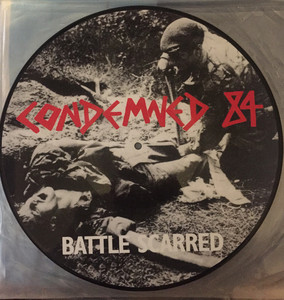 CONDEMNED 84
BATTLE SCARRED